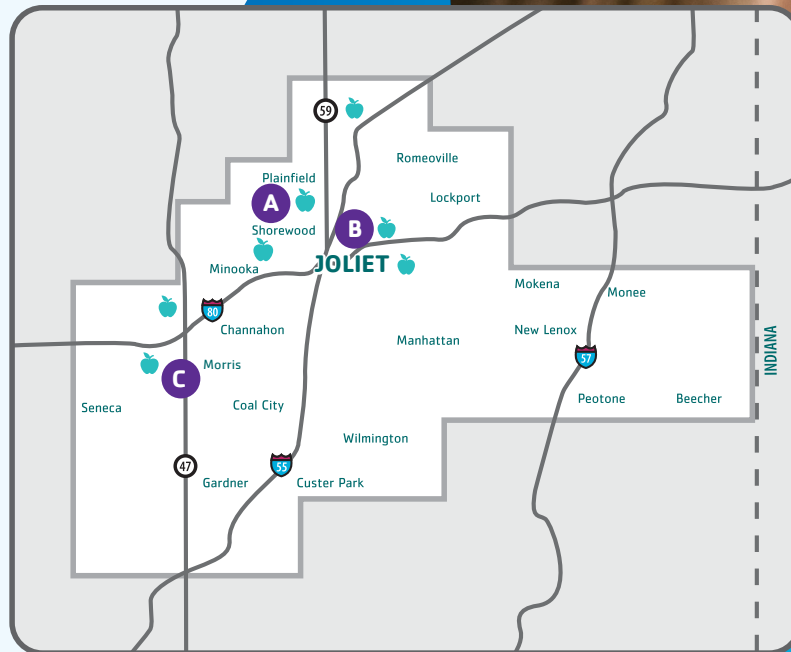 59
Romeoville
Plainfield
Lockport
A
B
Shorewood
JOLIET
Minooka
Mokena
Monee
80
Channahon
New Lenox
Manhattan
INDIANA
57
Morris
C
Seneca
Coal City
Peotone
Beecher
Wilmington
47
55
Gardner
Custer Park